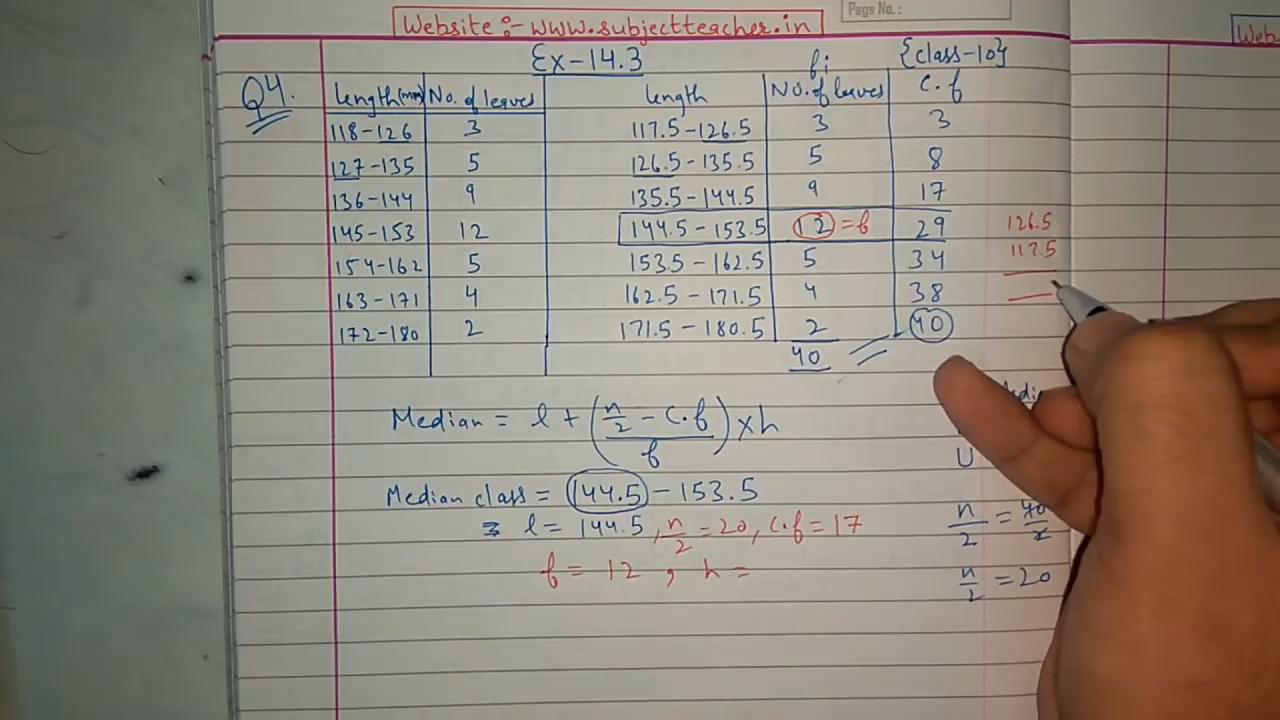 Website :- www.subjectteacher.in
Page No.:
Web
Ex-14.3
fi
{class-10}
Q4.
length(mm) No. of leaves length No. of leaves C.f
118-126 3 117.5-126.5 3 3
127-135 5 126.5-135.5 5 8
136-144 9 135.5-144.5 9 17
145-153 12 144.5-153.5 12 = f 29 126.5
154-162 5 153.5-162.5 5 34 117.5
163-171 4 162.5-171.5 4 38
172-180 2 171.5-180.5 2 40
40
Median = l + (n/2 - C.f / f) × h
U
Median class = 144.5 - 153.5
l = 144.5, n/2 = 20, C.f = 17
n/2 = 40/2
f = 12, h =
n/2 = 20